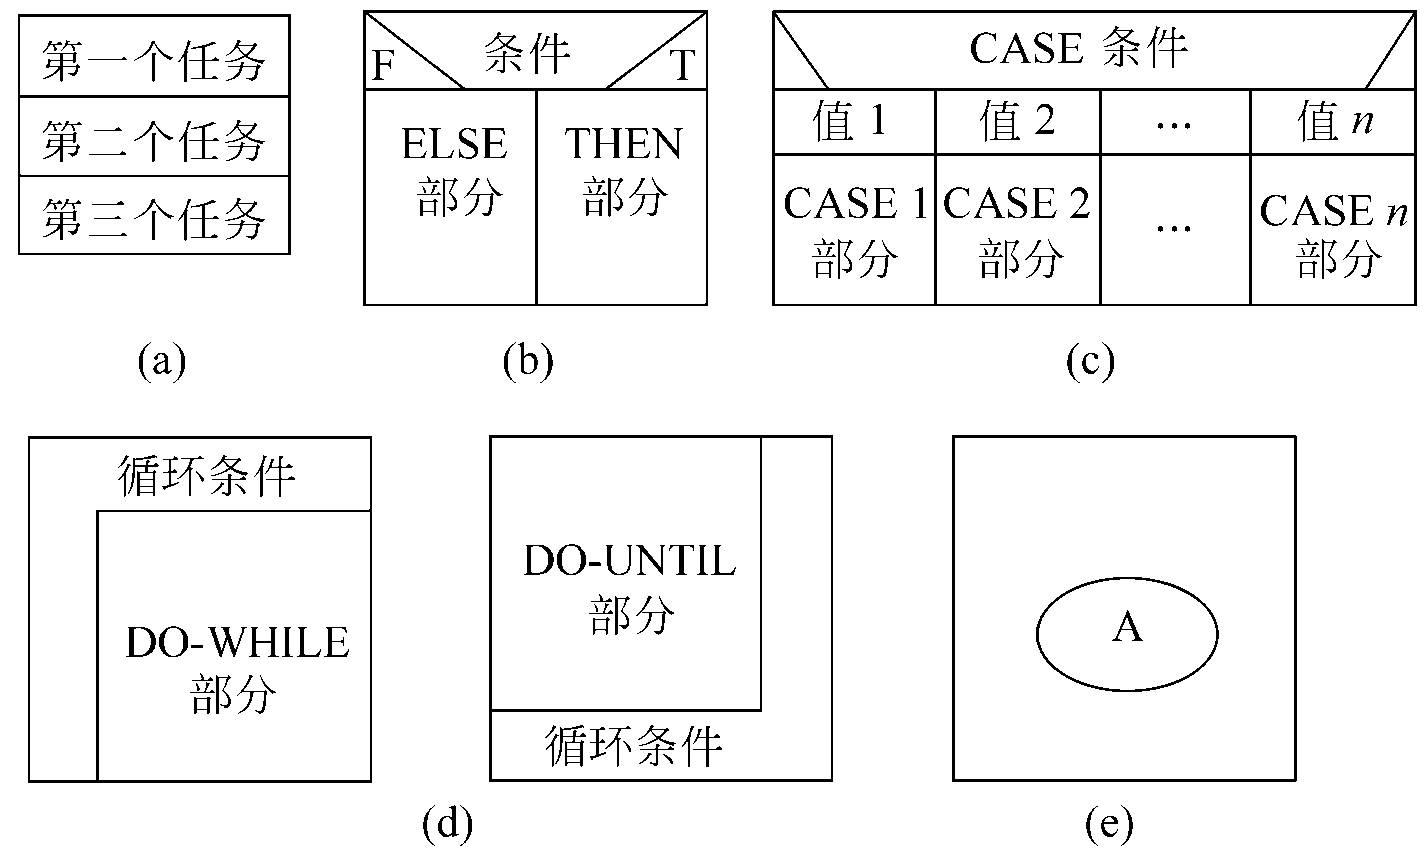 第一个任务
第二个任务
第三个任务
(a)
F 条件 T
ELSE THEN
部分 部分
(b)
CASE 条件
值 1 值 2 ... 值 n
CASE 1 CASE 2 ... CASE n
部分 部分 部分
(c)
循环条件
DO-WHILE
部分
DO-UNTIL
部分
循环条件
(d)
A
(e)